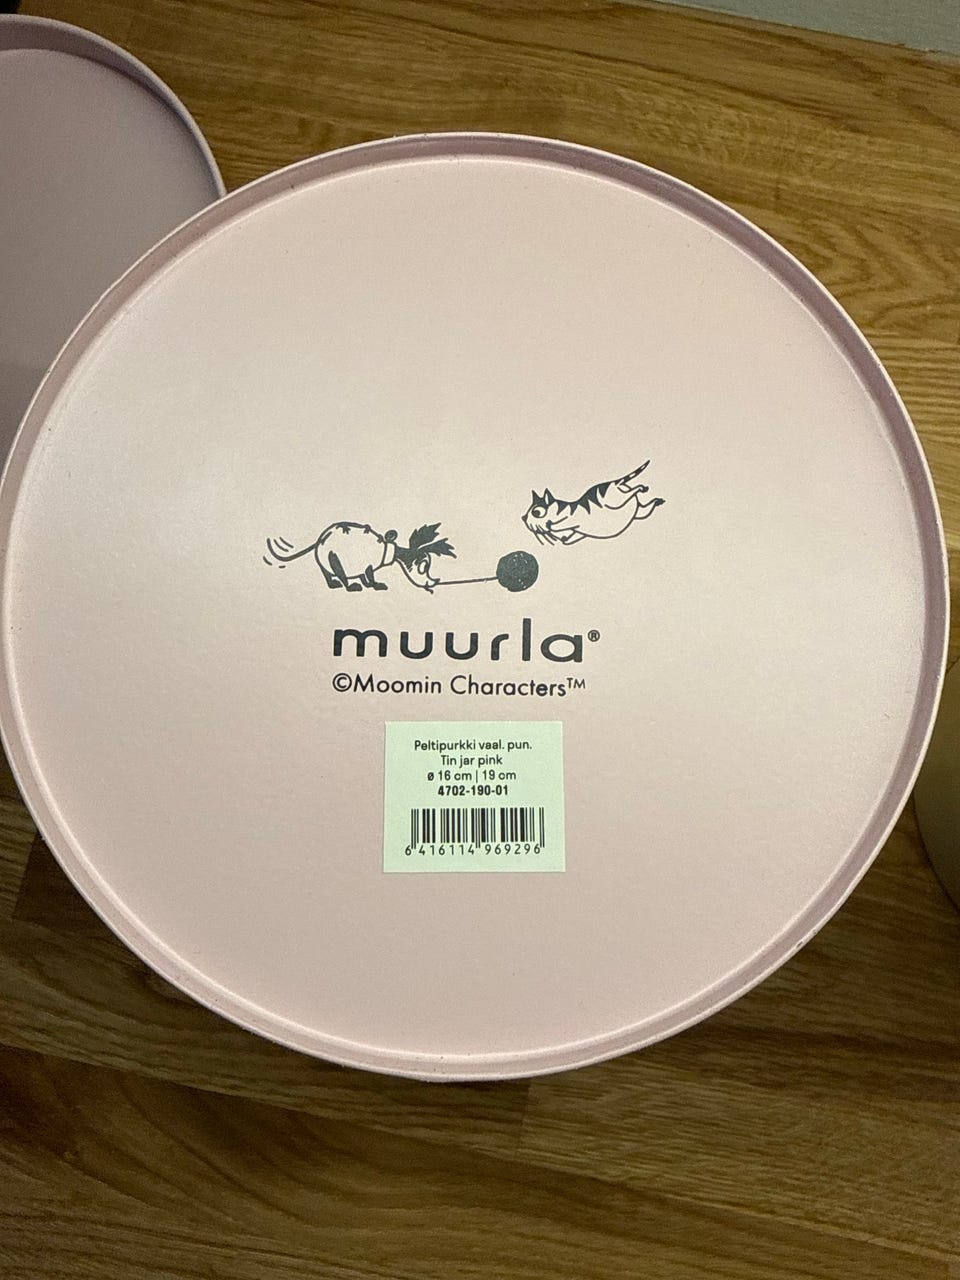 muurla®
©Moomin Characters™
Peltipurkki vaal. pun.
Tin jar pink
ø 16 cm | 19 cm
4702-190-01
6 416114 969296